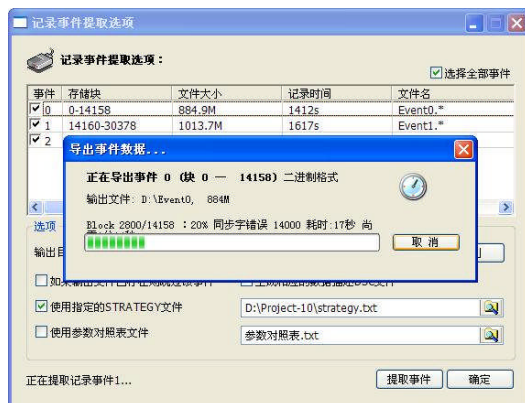 记录事件提取选项
记录事件提取选项：
选择全部事件
事件 存储块 文件大小 记录时间 文件名
0 0-14158 884.9M 1412s Event0.*
1 14160-30378 1013.7M 1617s Event1.*
2
导出事件数据...
正在导出事件 0 (块 0 — 14158) 二进制格式
输出文件: D:\Event0, 884M
Block 2800/14158 : 20% 同步字错误 14000 耗时:17秒 尚
取 消
选项
输出目
使用指定的STRATEGY文件 D:\Project-10\strategy.txt
使用参数对照表文件 参数对照表.txt
正在提取记录事件1...
提取事件 确定